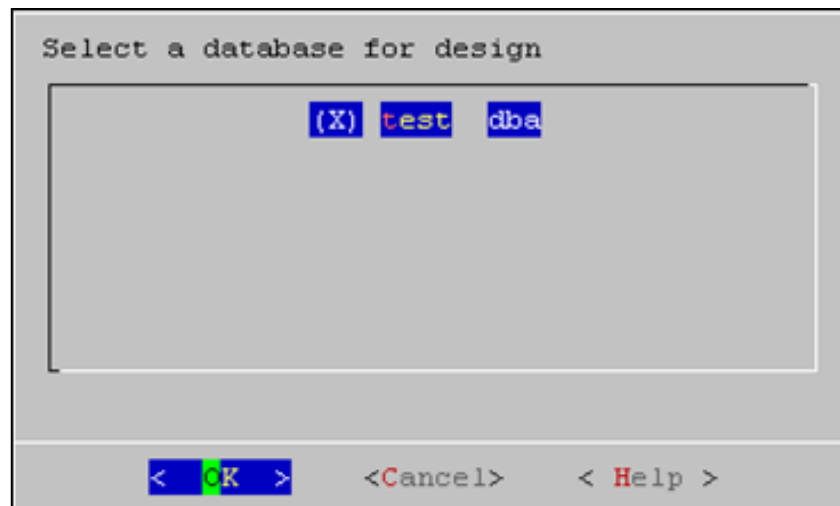 Select a database for design
(X) test dba
< OK > <Cancel> < Help >